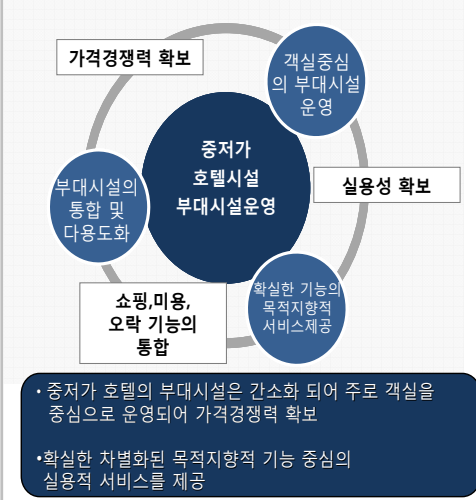 가격경쟁력 확보
객실중심
의 부대시설
운영
중저가
호텔시설
부대시설운영
실용성 확보
부대시설의
통합 및
다용도화
확실한 기능의
목적지향적
서비스제공
쇼핑,미용,
오락 기능의
통합
• 중저가 호텔의 부대시설은 간소화 되어 주로 객실을
중심으로 운영되어 가격경쟁력 확보
•확실한 차별화된 목적지향적 기능 중심의
실용적 서비스를 제공